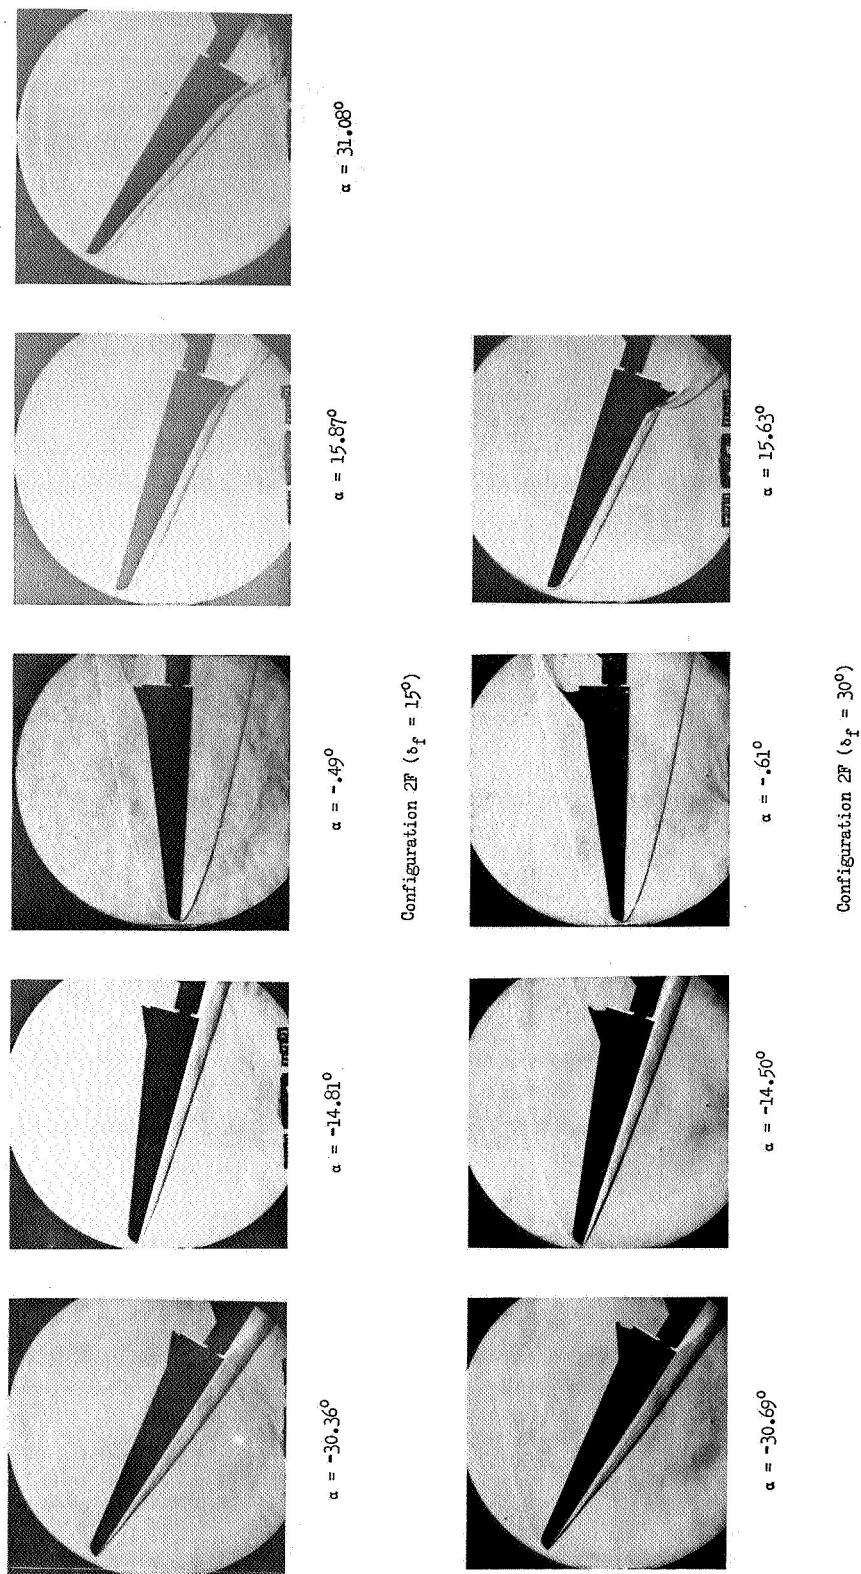 α = -30.36°
α = -14.81°
α = -.49°
α = 15.87°
α = 31.08°
Configuration 2F (δf = 15°)
α = -30.69°
α = -14.50°
α = -.61°
α = 15.63°
Configuration 2F (δf = 30°)